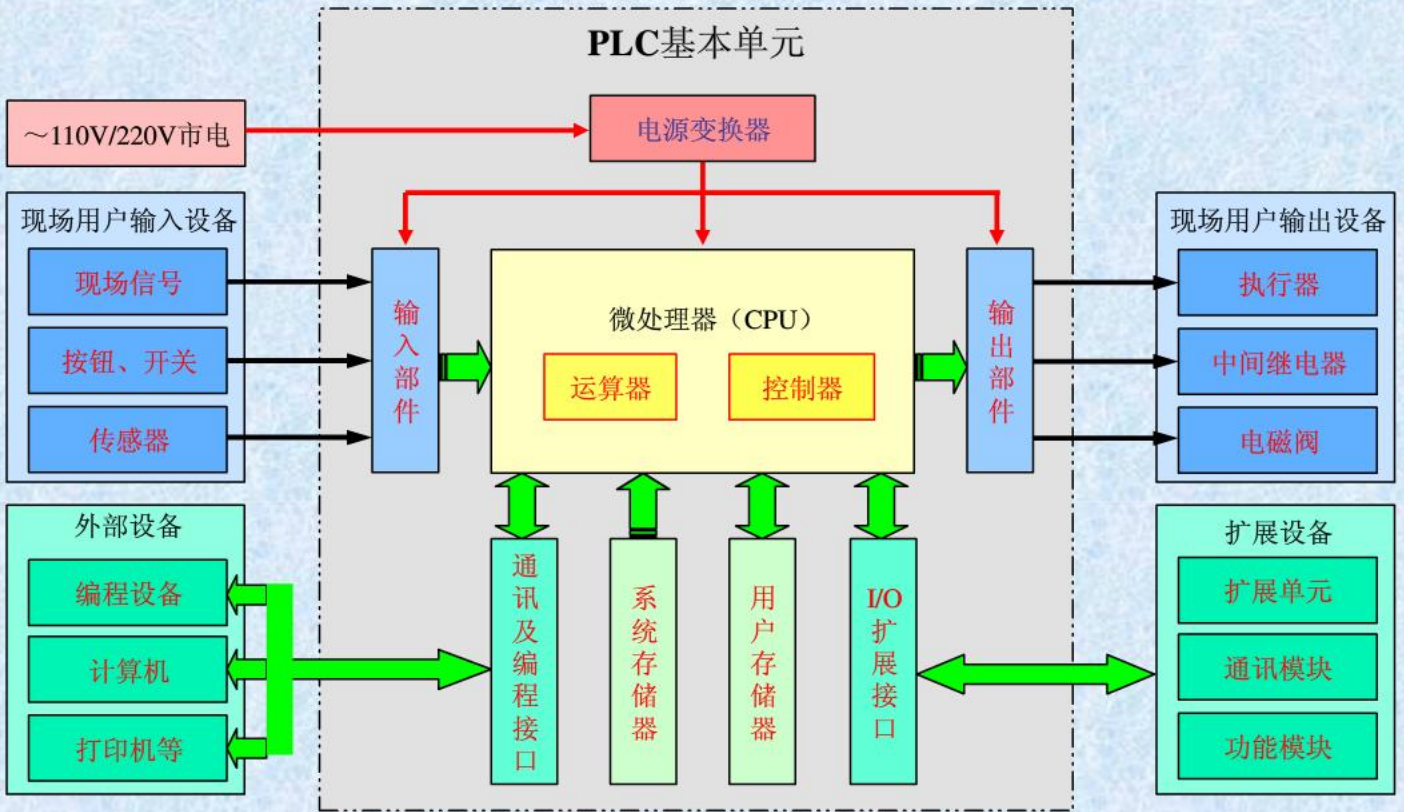 PLC基本单元
～110V/220V市电
电源变换器
现场用户输入设备
现场信号
按钮、开关
传感器
输入部件
微处理器（CPU）
运算器
控制器
输出部件
现场用户输出设备
执行器
中间继电器
电磁阀
外部设备
编程设备
计算机
打印机等
通讯及编程接口
系统存储器
用户存储器
I/O扩展接口
扩展设备
扩展单元
通讯模块
功能模块